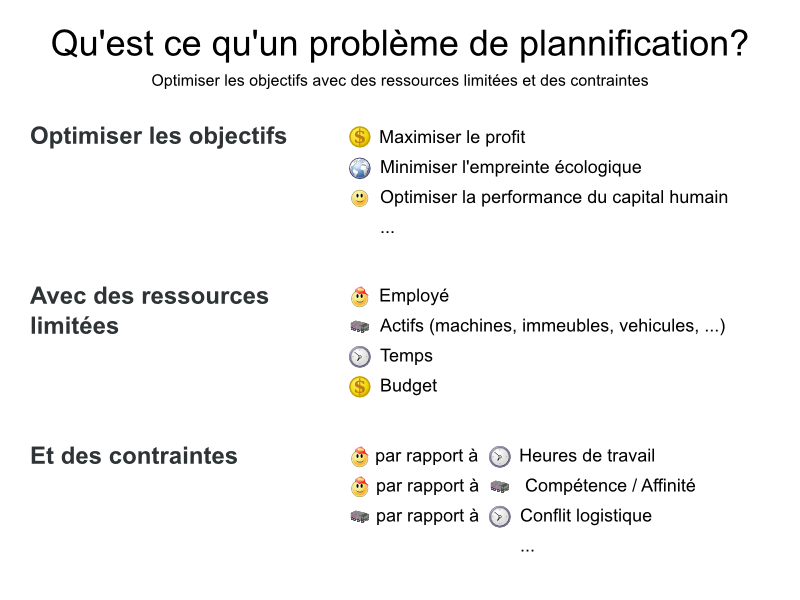 Qu'est ce qu'un problème de plannification?
Optimiser les objectifs avec des ressources limitées et des contraintes
Optimiser les objectifs
Maximiser le profit
Minimiser l'empreinte écologique
Optimiser la performance du capital humain
...
Avec des ressources
limitées
Employé
Actifs (machines, immeubles, vehicules, ...)
Temps
Budget
Et des contraintes
par rapport à Heures de travail
par rapport à Compétence / Affinité
par rapport à Conflit logistique
...